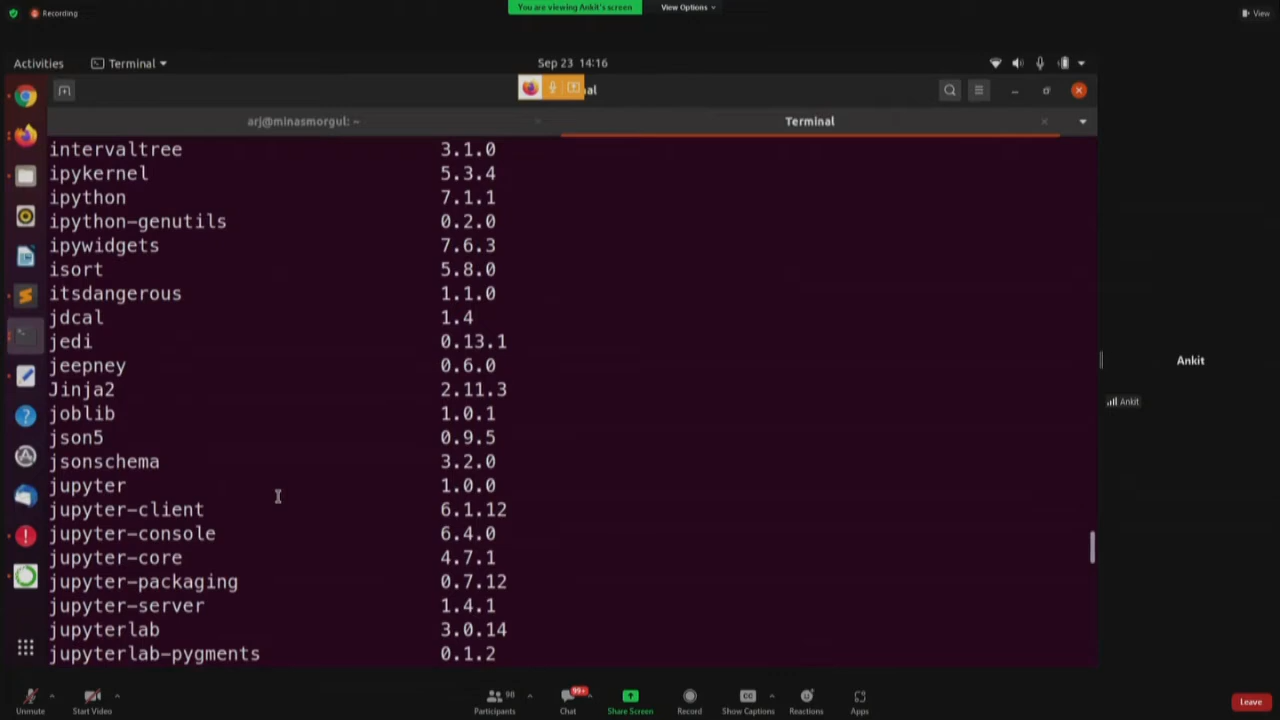 Recording
You are viewing Ankit's screen
View Options
View
Activities
Terminal
Sep 23 14:16
al
arj@minasmorgul: ~
Terminal
intervaltree 3.1.0
ipykernel 5.3.4
ipython 7.1.1
ipython-genutils 0.2.0
ipywidgets 7.6.3
isort 5.8.0
itsdangerous 1.1.0
jdcal 1.4
jedi 0.13.1
jeepney 0.6.0
Jinja2 2.11.3
joblib 1.0.1
json5 0.9.5
jsonschema 3.2.0
jupyter 1.0.0
jupyter-client 6.1.12
jupyter-console 6.4.0
jupyter-core 4.7.1
jupyter-packaging 0.7.12
jupyter-server 1.4.1
jupyterlab 3.0.14
jupyterlab-pygments 0.1.2
Ankit
Ankit
98
99+
CC
Unmute
Start Video
Participants
Chat
Share Screen
Record
Show Captions
Reactions
Apps
Leave